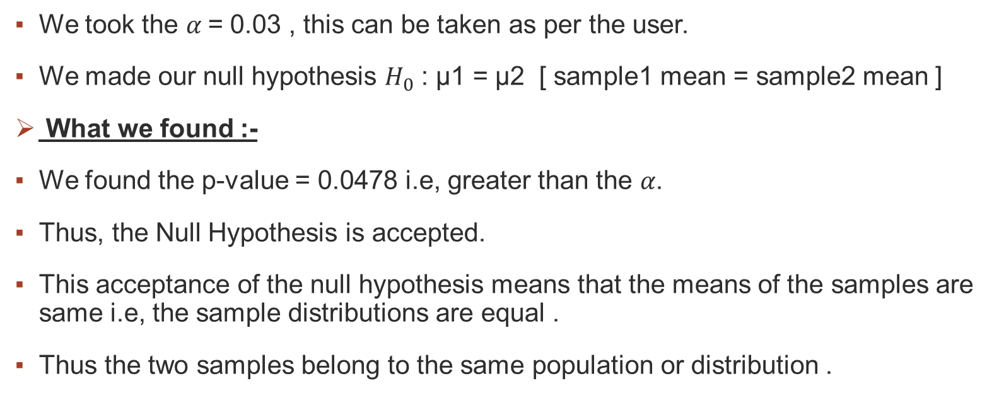 ▪ We took the 𝛼 = 0.03 , this can be taken as per the user.
▪ We made our null hypothesis 𝐻₀ : µ1 = µ2 [ sample1 mean = sample2 mean ]
➢ What we found :-
▪ We found the p-value = 0.0478 i.e, greater than the 𝛼.
▪ Thus, the Null Hypothesis is accepted.
▪ This acceptance of the null hypothesis means that the means of the samples are
same i.e, the sample distributions are equal .
▪ Thus the two samples belong to the same population or distribution .